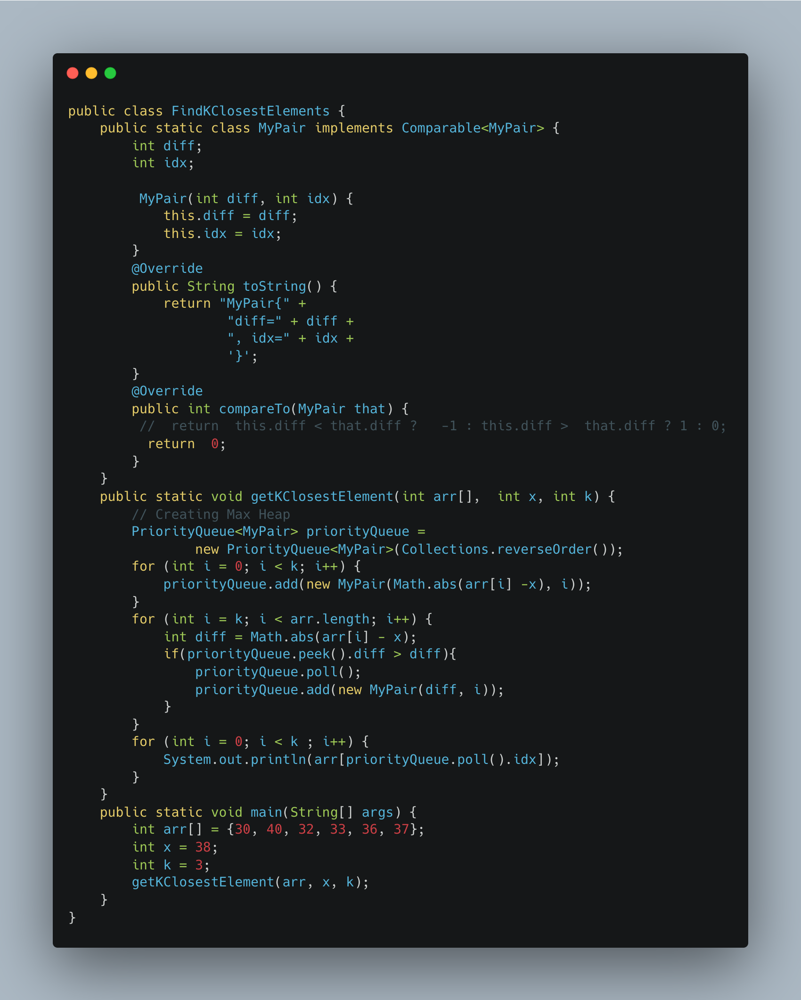 public class FindKClosestElements {
    public static class MyPair implements Comparable<MyPair> {
        int diff;
        int idx;

         MyPair(int diff, int idx) {
            this.diff = diff;
            this.idx = idx;
        }
        @Override
        public String toString() {
            return "MyPair{" +
                    "diff=" + diff +
                    ", idx=" + idx +
                    '}';
        }
        @Override
        public int compareTo(MyPair that) {
         //  return  this.diff < that.diff ?   -1 : this.diff >  that.diff ? 1 : 0;
          return  0;
        }
    }
    public static void getKClosestElement(int arr[],  int x, int k) {
        // Creating Max Heap
        PriorityQueue<MyPair> priorityQueue =
                new PriorityQueue<MyPair>(Collections.reverseOrder());
        for (int i = 0; i < k; i++) {
            priorityQueue.add(new MyPair(Math.abs(arr[i] -x), i));
        }
        for (int i = k; i < arr.length; i++) {
            int diff = Math.abs(arr[i] - x);
            if(priorityQueue.peek().diff > diff){
                priorityQueue.poll();
                priorityQueue.add(new MyPair(diff, i));
            }
        }
        for (int i = 0; i < k ; i++) {
            System.out.println(arr[priorityQueue.poll().idx]);
        }
    }
    public static void main(String[] args) {
        int arr[] = {30, 40, 32, 33, 36, 37};
        int x = 38;
        int k = 3;
        getKClosestElement(arr, x, k);
    }
}